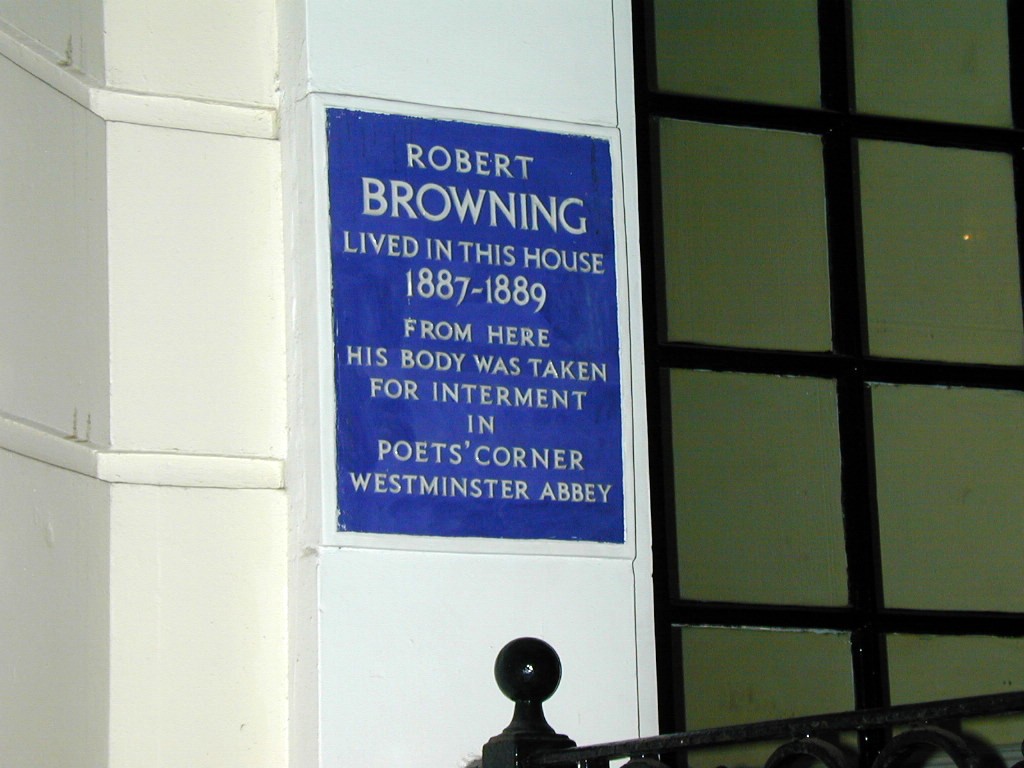 ROBERT
BROWNING
LIVED IN THIS HOUSE
1887-1889
FROM HERE
HIS BODY WAS TAKEN
FOR INTERMENT
IN
POETS' CORNER
WESTMINSTER ABBEY